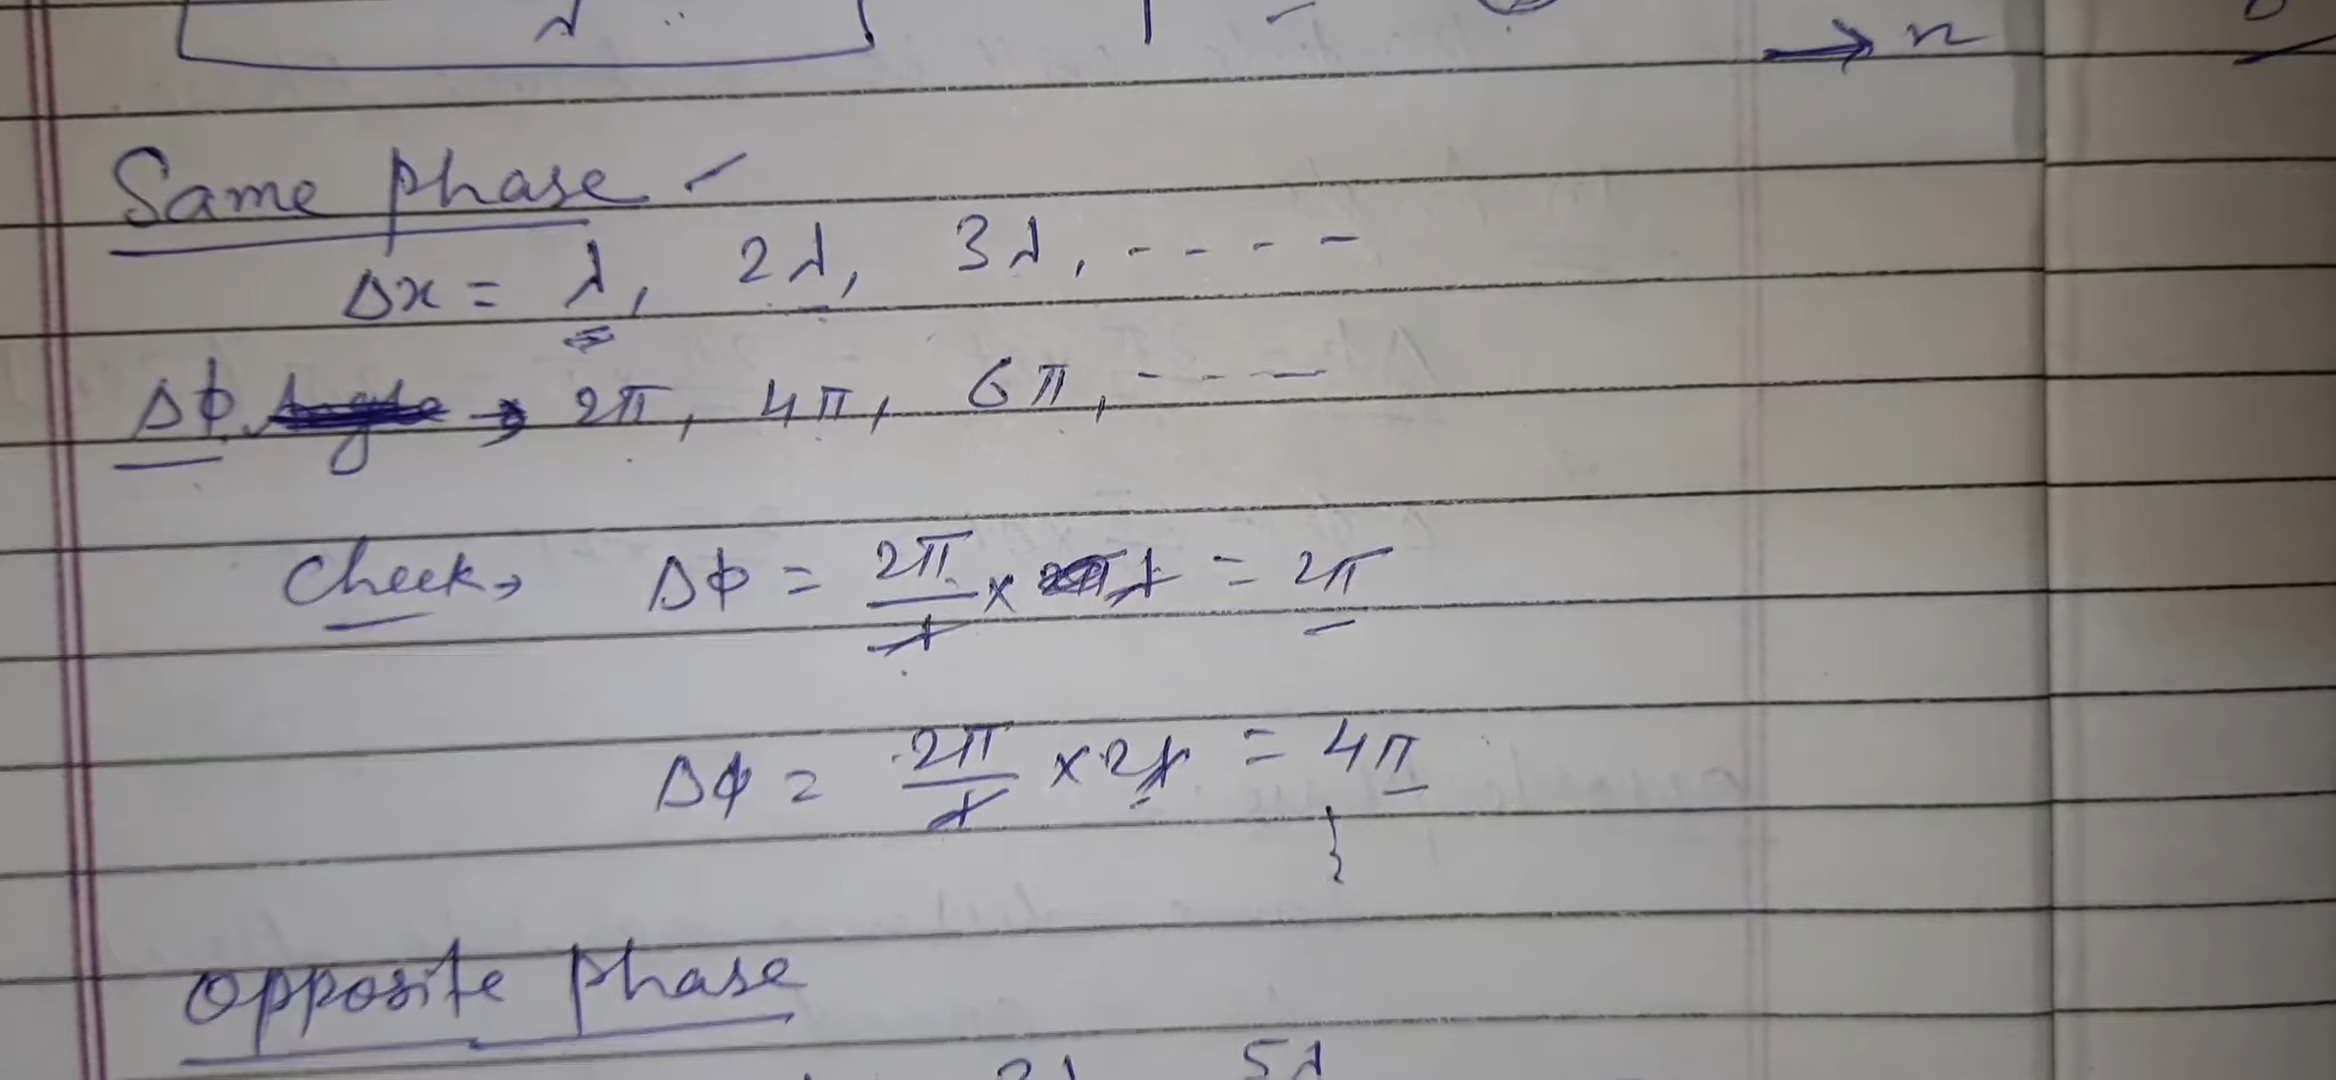 λ
→ x
Same phase -
Δx = λ, 2λ, 3λ, - - - -
Δϕ → 2π, 4π, 6π, - - -
Check, Δϕ = 2π/λ × λ = 2π
Δϕ = 2π/λ × 2λ = 4π
Opposite phase
5λ